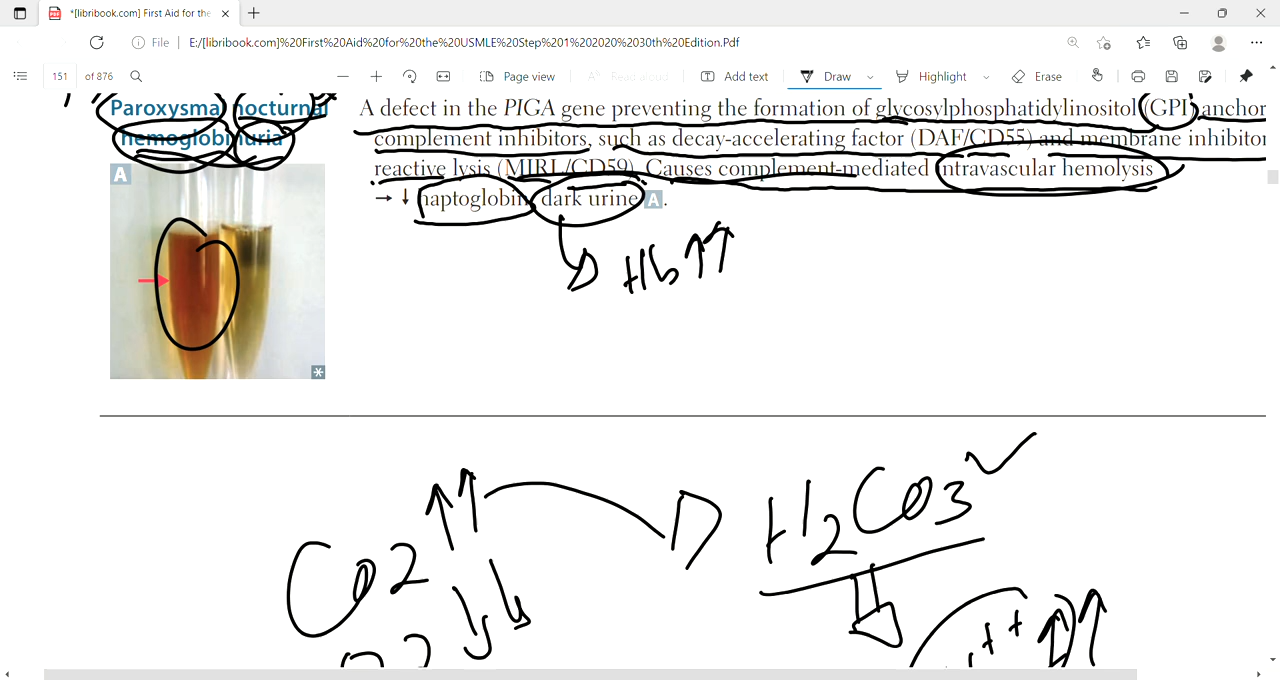 *[libribook.com] First Aid for the
File E:/[libribook.com]%20First%20Aid%20for%20the%20USMLE%20Step%201%202020%2030th%20Edition.Pdf
151 of 876 Page view Read aloud Add text Draw Highlight Erase
Paroxysmal nocturnal
hemoglobinuria
A defect in the PIGA gene preventing the formation of glycosylphosphatidylinositol (GPI) anchor
complement inhibitors, such as decay-accelerating factor (DAF/CD55) and membrane inhibitor
reactive lysis (MIRL/CD59). Causes complement-mediated intravascular hemolysis
→ ↓ haptoglobin, dark urine A.
A
Hb ↑↑
*
Co2 ↑↑
H2Co3 ✓